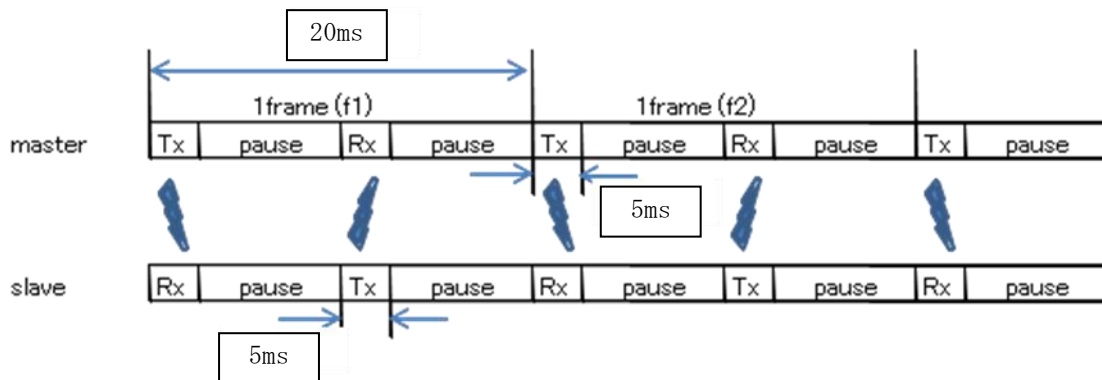 20ms
1frame(f1) 1frame(f2)
master Tx pause Rx pause Tx pause Rx pause Tx pause
5ms
slave Rx pause Tx pause Rx pause Tx pause Rx pause
5ms